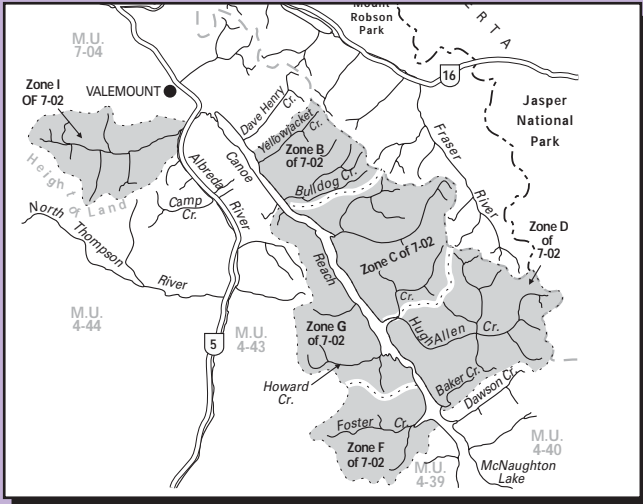 Mount
Robson
Park
ERTA
M.U.
7-04
16
Zone I
OF 7-02
VALEMOUNT
Jasper
National
Park
Dave Henry
Cr.
Yellowjacket
Cr.
Zone B
of 7-02
Bulldog Cr.
Fraser
River
Canoe
Reach
Albreda
River
Height of Land
Camp
Cr.
North
Thompson
River
Zone D
of
7-02
Zone C of 7-02
Cr.
Hugh Allen Cr.
M.U.
4-44
5
M.U.
4-43
Zone G
of 7-02
Howard
Cr.
Baker Cr.
Dawson Cr.
Foster Cr.
Zone F
of 7-02
M.U.
4-39
M.U.
4-40
McNaughton
Lake